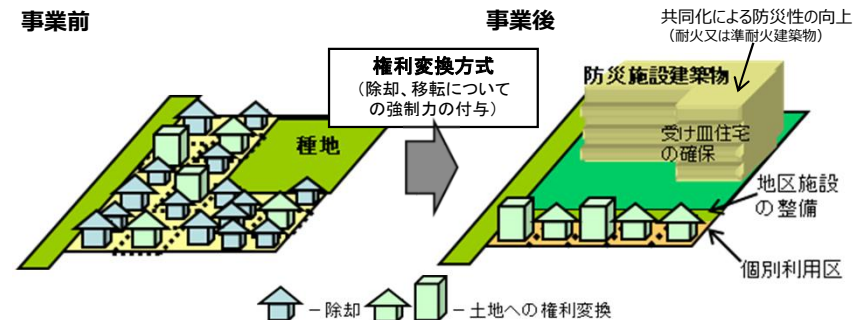 事業前
事業後
共同化による防災性の向上
（耐火又は準耐火建築物）
権利変換方式
（除却、移転について
の強制力の付与）
防災施設建築物
種地
受け皿住宅
の確保
地区施設
の整備
個別利用区
－除却
－土地への権利変換